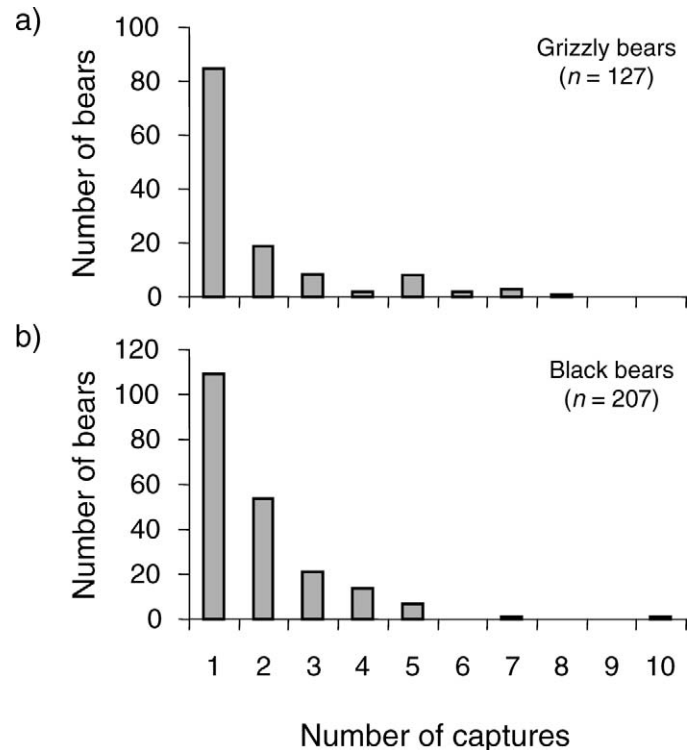 a)
Number of bears
100
80
60
40
20
0
Grizzly bears
(n = 127)
b)
Number of bears
120
100
80
60
40
20
0
Black bears
(n = 207)
1 2 3 4 5 6 7 8 9 10
Number of captures